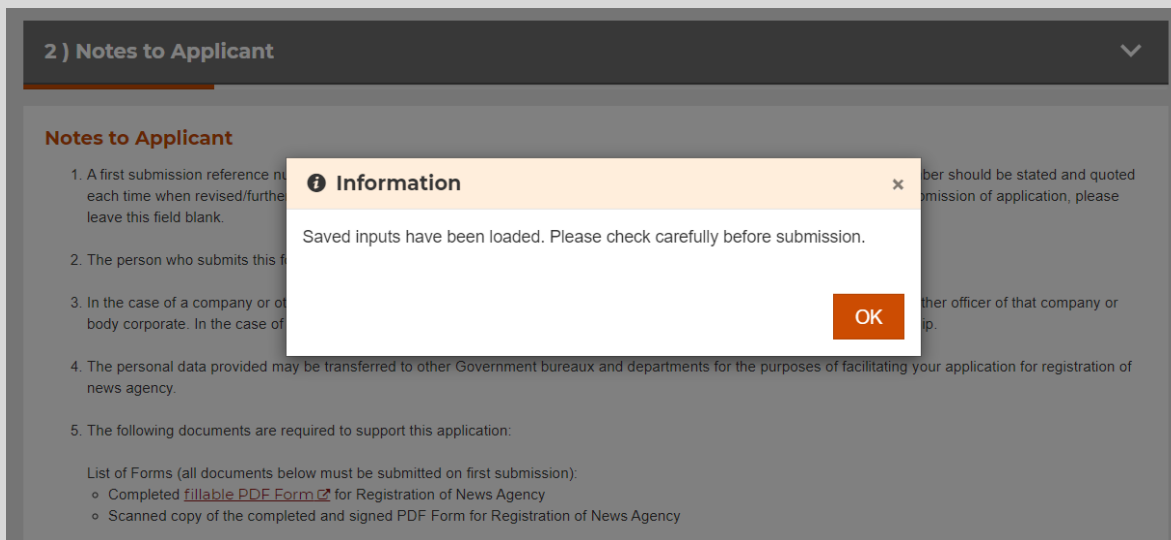 2 ) Notes to Applicant
Notes to Applicant
1. A first submission reference nu
ber should be stated and quoted
each time when revised/furthe
omission of application, please
leave this field blank.
2. The person who submits this f
3. In the case of a company or ot
ther officer of that company or
body corporate. In the case of
ip.
4. The personal data provided may be transferred to other Government bureaux and departments for the purposes of facilitating your application for registration of
news agency.
5. The following documents are required to support this application:
List of Forms (all documents below must be submitted on first submission):
Completed fillable PDF Form for Registration of News Agency
Scanned copy of the completed and signed PDF Form for Registration of News Agency
Information
×
Saved inputs have been loaded. Please check carefully before submission.
OK